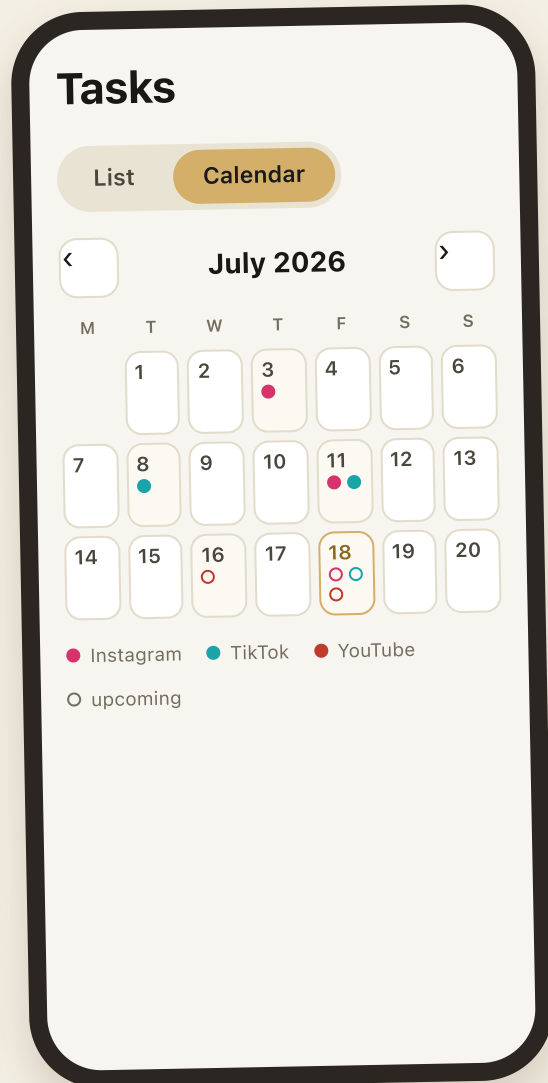 Tasks
List Calendar
‹ July 2026 ›
M T W T F S S
1 2 3 4 5 6
7 8 9 10 11 12 13
14 15 16 17 18 19 20
Instagram TikTok YouTube
upcoming